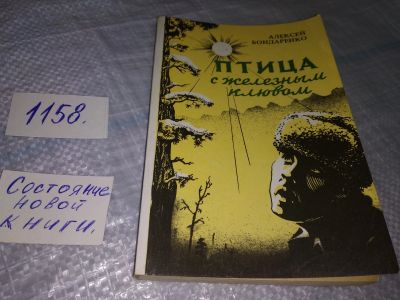 АЛЕКСЕЙ
БОНДАРЕНКО
ПТИЦА
с железным
клювом
1158.
Состояние
новой
книги.